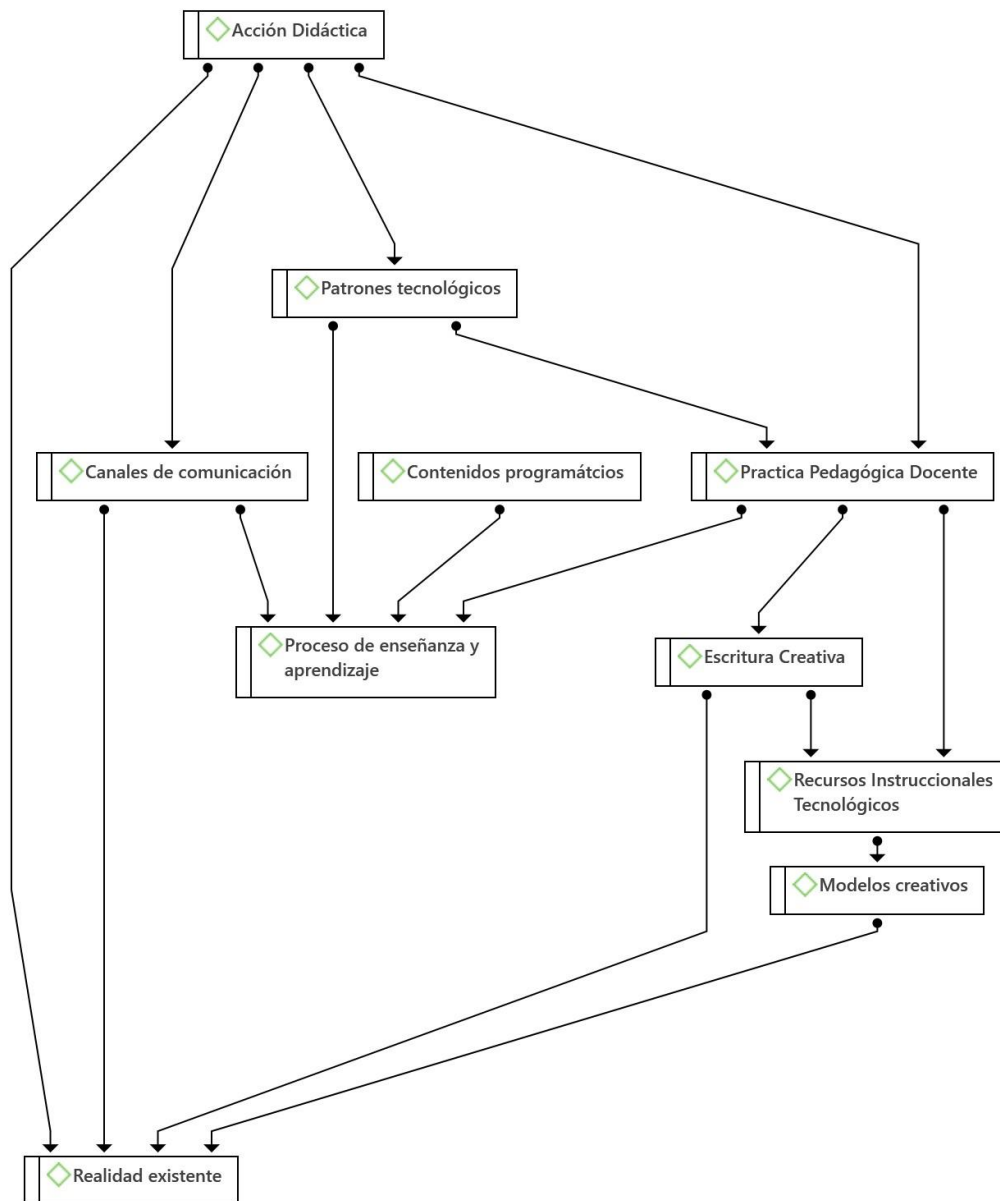 Acción Didáctica
Patrones tecnológicos
Canales de comunicación
Contenidos programátcios
Practica Pedagógica Docente
Proceso de enseñanza y
aprendizaje
Escritura Creativa
Recursos Instruccionales
Tecnológicos
Modelos creativos
Realidad existente